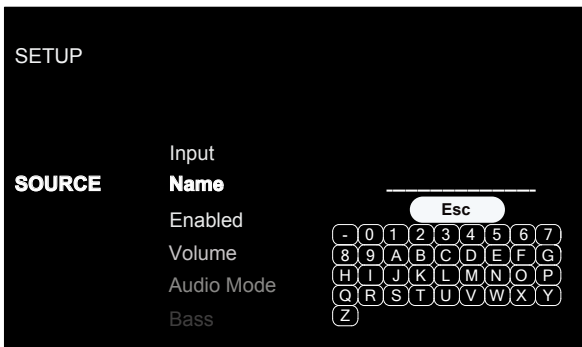 SETUP
Input
SOURCE Name _____________
Esc
Enabled
- 0 1 2 3 4 5 6 7
Volume
8 9 A B C D E F G
H I J K L M N O P
Audio Mode
Q R S T U V W X Y
Z
Bass